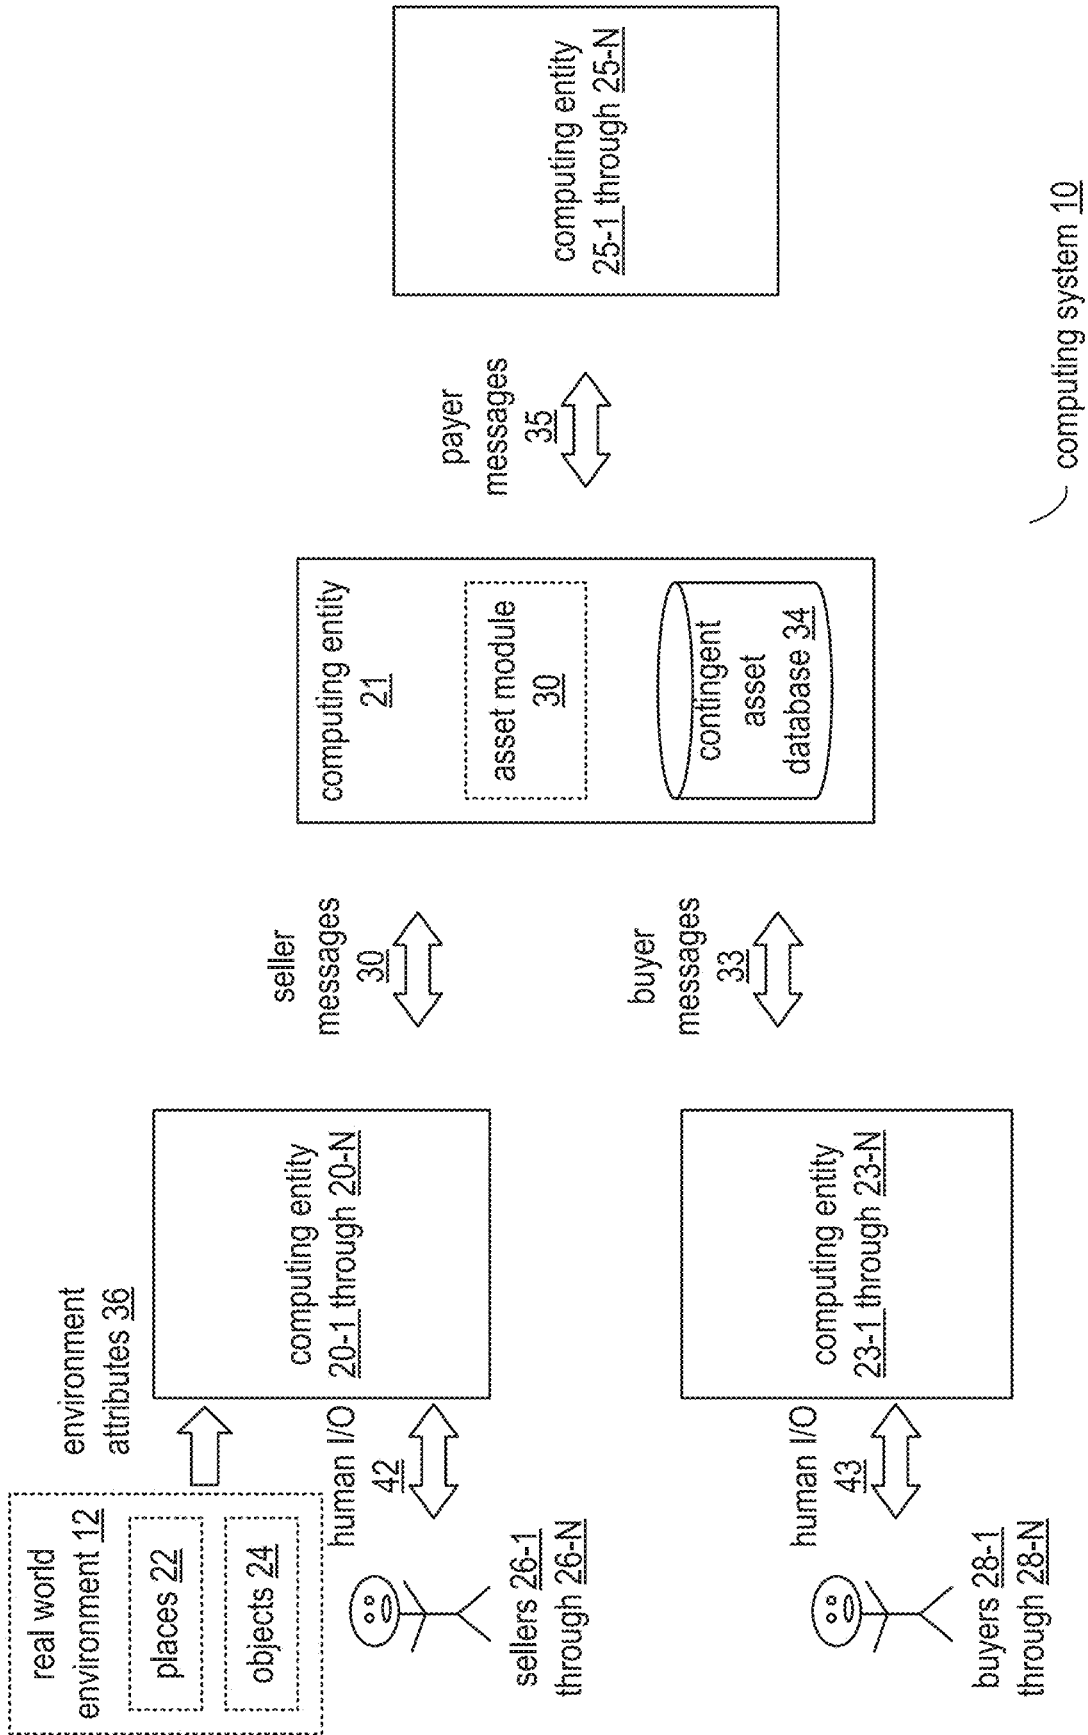 real world
environment 12
places 22
objects 24
environment
attributes 36
human I/O
42
sellers 26-1
through 26-N
computing entity
20-1 through 20-N
seller
messages
30
human I/O
43
buyers 28-1
through 28-N
computing entity
23-1 through 23-N
buyer
messages
33
computing entity
21
asset module
30
contingent
asset
database 34
payer
messages
35
computing entity
25-1 through 25-N
computing system 10